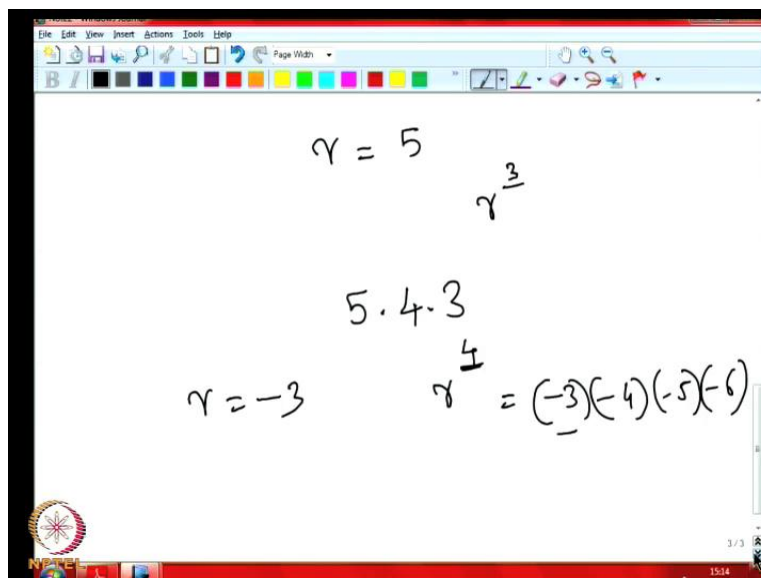 File Edit View Insert Actions Tools Help
Page Width
B I
r = 5
r^3
5 · 4 · 3
r = -3 r^4 = (-3)(-4)(-5)(-6)
3 / 3
NPTEL
15:14